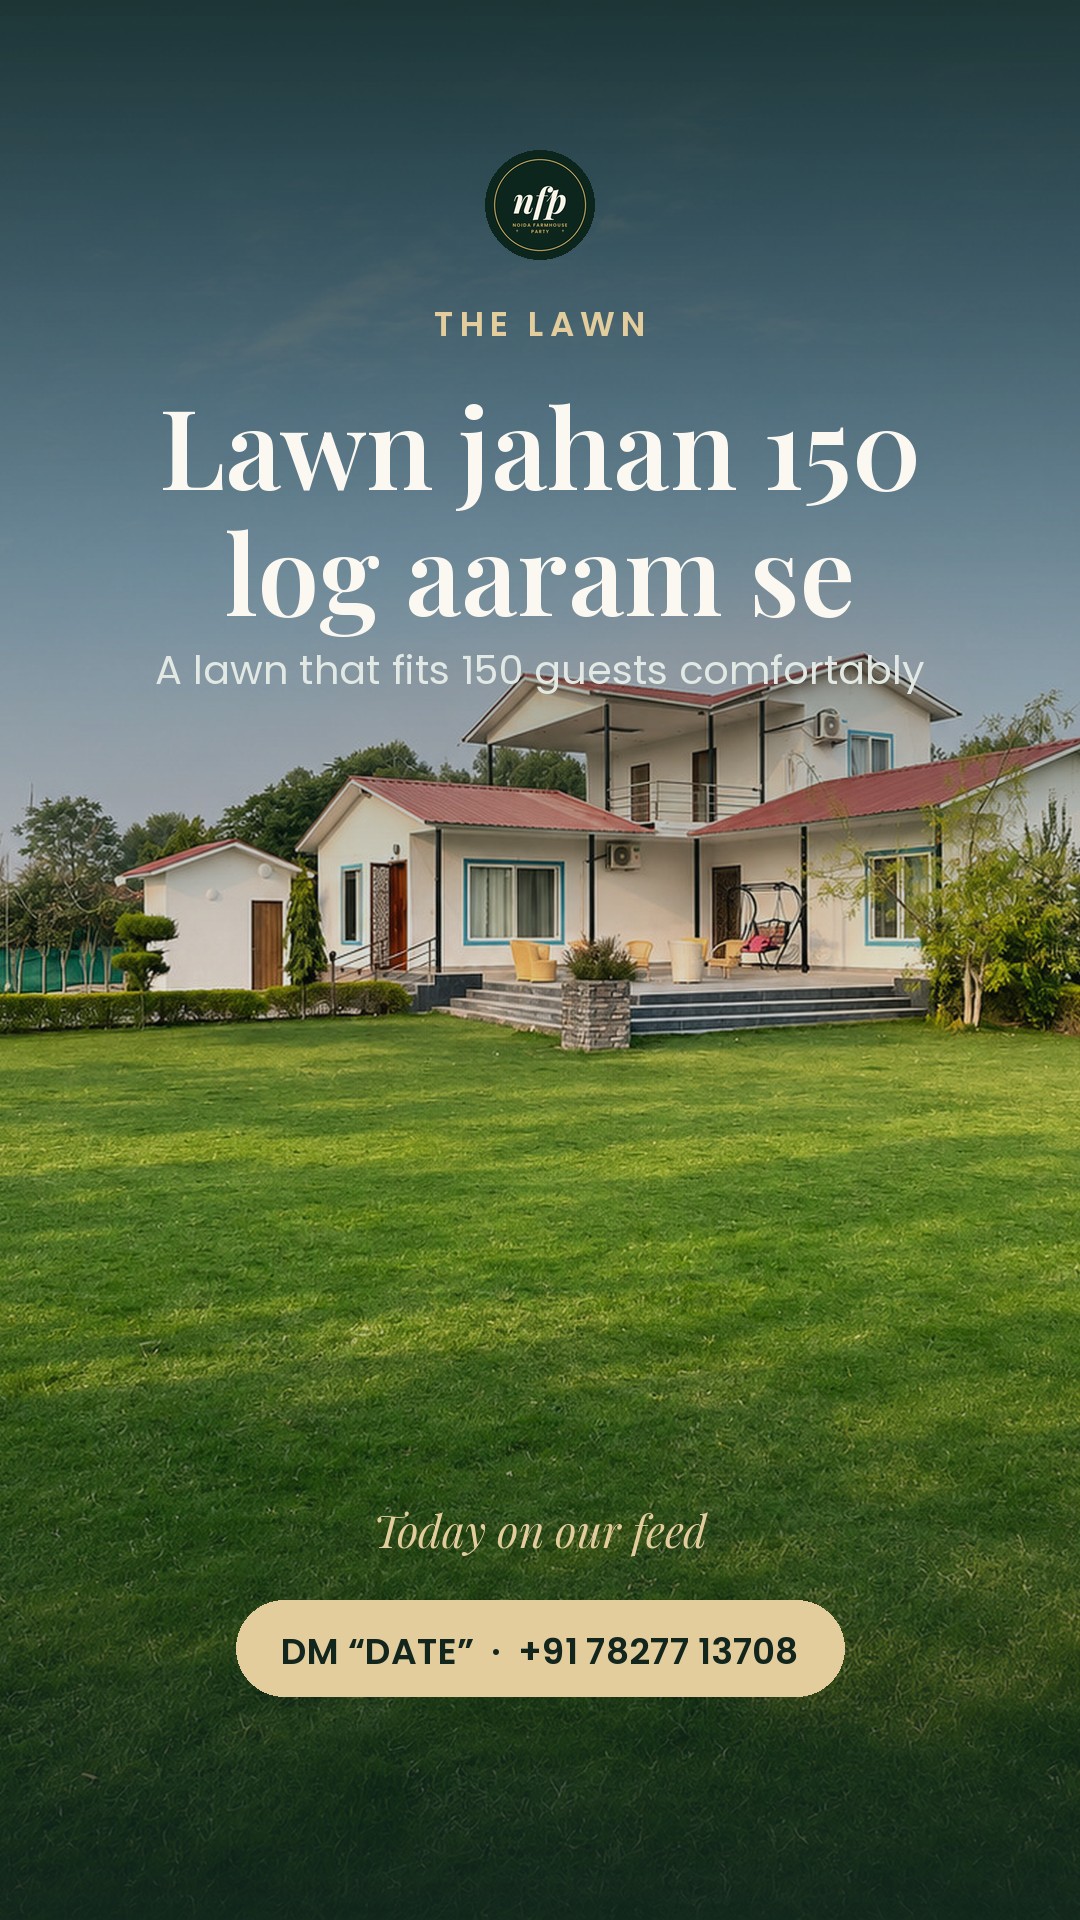 nfp
NOIDA FARMHOUSE
PARTY
THE LAWN
Lawn jahan 150
log aaram se
A lawn that fits 150 guests comfortably
Today on our feed
DM “DATE” · +91 78277 13708